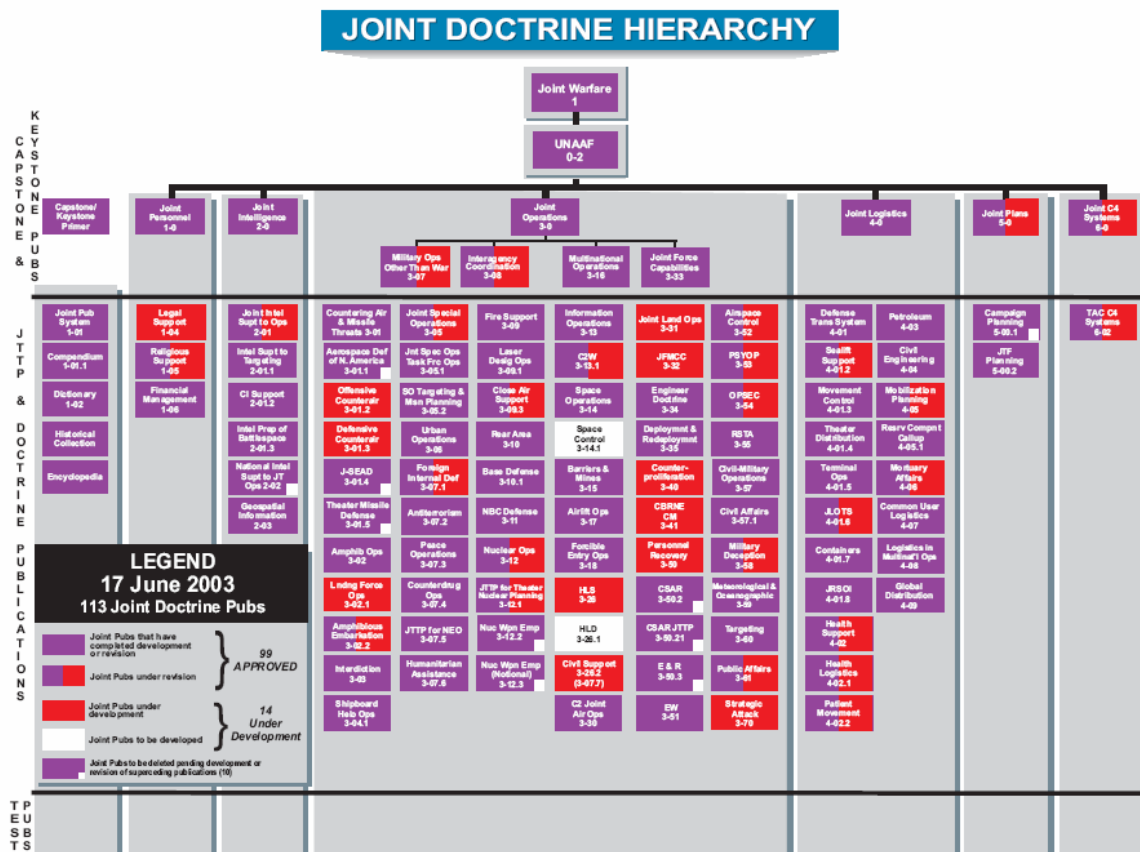 JOINT DOCTRINE HIERARCHY
CAPSTONE &
KEYSTONE PUBS
Joint Warfare
1
UNAAF
0-2
Capstone/
Keystone
Primer
Joint
Personnel
1-0
Joint
Intelligence
2-0
Joint
Operations
3-0
Joint Logistics
4-0
Joint Plans
5-0
Joint C4
Systems
6-0
Military Ops
Other Than War
3-07
Interagency
Coordination
3-08
Multinational
Operations
3-16
Joint Force
Capabilities
3-33
JTTP & DOCTRINE PUBLICATIONS
Joint Pub
System
1-01
Compendium
1-01.1
Dictionary
1-02
Historical
Collection
Encyclopedia
Legal
Support
1-04
Religious
Support
1-05
Financial
Management
1-06
Joint Intel
Supt to Ops
2-01
Intel Supt to
Targeting
2-01.1
CI Support
2-01.2
Intel Prep of
Battlespace
2-01.3
National Intel
Supt to JT
Ops 2-02
Geospatial
Information
2-03
Countering Air
& Missile
Threats 3-01
Aerospace Def
of N. America
3-01.1
Offensive
Counterair
3-01.2
Defensive
Counterair
3-01.3
J-SEAD
3-01.4
Theater Missile
Defense
3-01.5
Amphib Ops
3-02
Lndng Force
Ops
3-02.1
Amphibious
Embarkation
3-02.2
Interdiction
3-03
Shipboard
Helo Ops
3-04.1
Joint Special
Operations
3-05
Jnt Spec Ops
Task Frc Ops
3-05.1
SO Targeting &
Msn Planning
3-05.2
Urban
Operations
3-06
Foreign
Internal Def
3-07.1
Antiterrorism
3-07.2
Peace
Operations
3-07.3
Counterdrug
Ops
3-07.4
JTTP for NEO
3-07.5
Humanitarian
Assistance
3-07.6
Fire Support
3-09
Laser
Desig Ops
3-09.1
Close Air
Support
3-09.3
Rear Area
3-10
Base Defense
3-10.1
NBC Defense
3-11
Nuclear Ops
3-12
JTTP for Theater
Nuclear Planning
3-12.1
Nuc Wpn Emp
3-12.2
Nuc Wpn Emp
(Notional)
3-12.3
Information
Operations
3-13
C2W
3-13.1
Space
Operations
3-14
Space
Control
3-14.1
Barriers &
Mines
3-15
Airlift Ops
3-17
Forcible
Entry Ops
3-18
HLS
3-26
HLD
3-26.1
Civil Support
3-26.2
(3-07.7)
C2 Joint
Air Ops
3-30
Joint Land Ops
3-31
JFMCC
3-32
Engineer
Doctrine
3-34
Deploymnt &
Redeploymnt
3-35
Counter-
proliferation
3-40
CBRNE
CM
3-41
Personnel
Recovery
3-50
CSAR
3-50.2
CSAR JTTP
3-50.21
E & R
3-50.3
EW
3-51
Airspace
Control
3-52
PSYOP
3-53
OPSEC
3-54
RSTA
3-55
Civil-Military
Operations
3-57
Civil Affairs
3-57.1
Military
Deception
3-58
Meteorological &
Oceanographic
3-59
Targeting
3-60
Public Affairs
3-61
Strategic
Attack
3-70
Defense
Trans System
4-01
Sealift
Support
4-01.2
Movement
Control
4-01.3
Theater
Distribution
4-01.4
Terminal
Ops
4-01.5
JLOTS
4-01.6
Containers
4-01.7
JRSOI
4-01.8
Health
Support
4-02
Health
Logistics
4-02.1
Patient
Movement
4-02.2
Petroleum
4-03
Civil
Engineering
4-04
Mobilization
Planning
4-05
Resrv Compnt
Callup
4-05.1
Mortuary
Affairs
4-06
Common User
Logistics
4-07
Logistics in
Multinat'l Ops
4-08
Global
Distribution
4-09
Campaign
Planning
5-00.1
JTF
Planning
5-00.2
TAC C4
Systems
6-02
LEGEND
17 June 2003
113 Joint Doctrine Pubs
Joint Pubs that have
completed development
or revision
Joint Pubs under revision
99
APPROVED
Joint Pubs under
development
Joint Pubs to be developed
14
Under
Development
Joint Pubs to be deleted pending development or
revision of superceding publications (10)
TEST PUBS